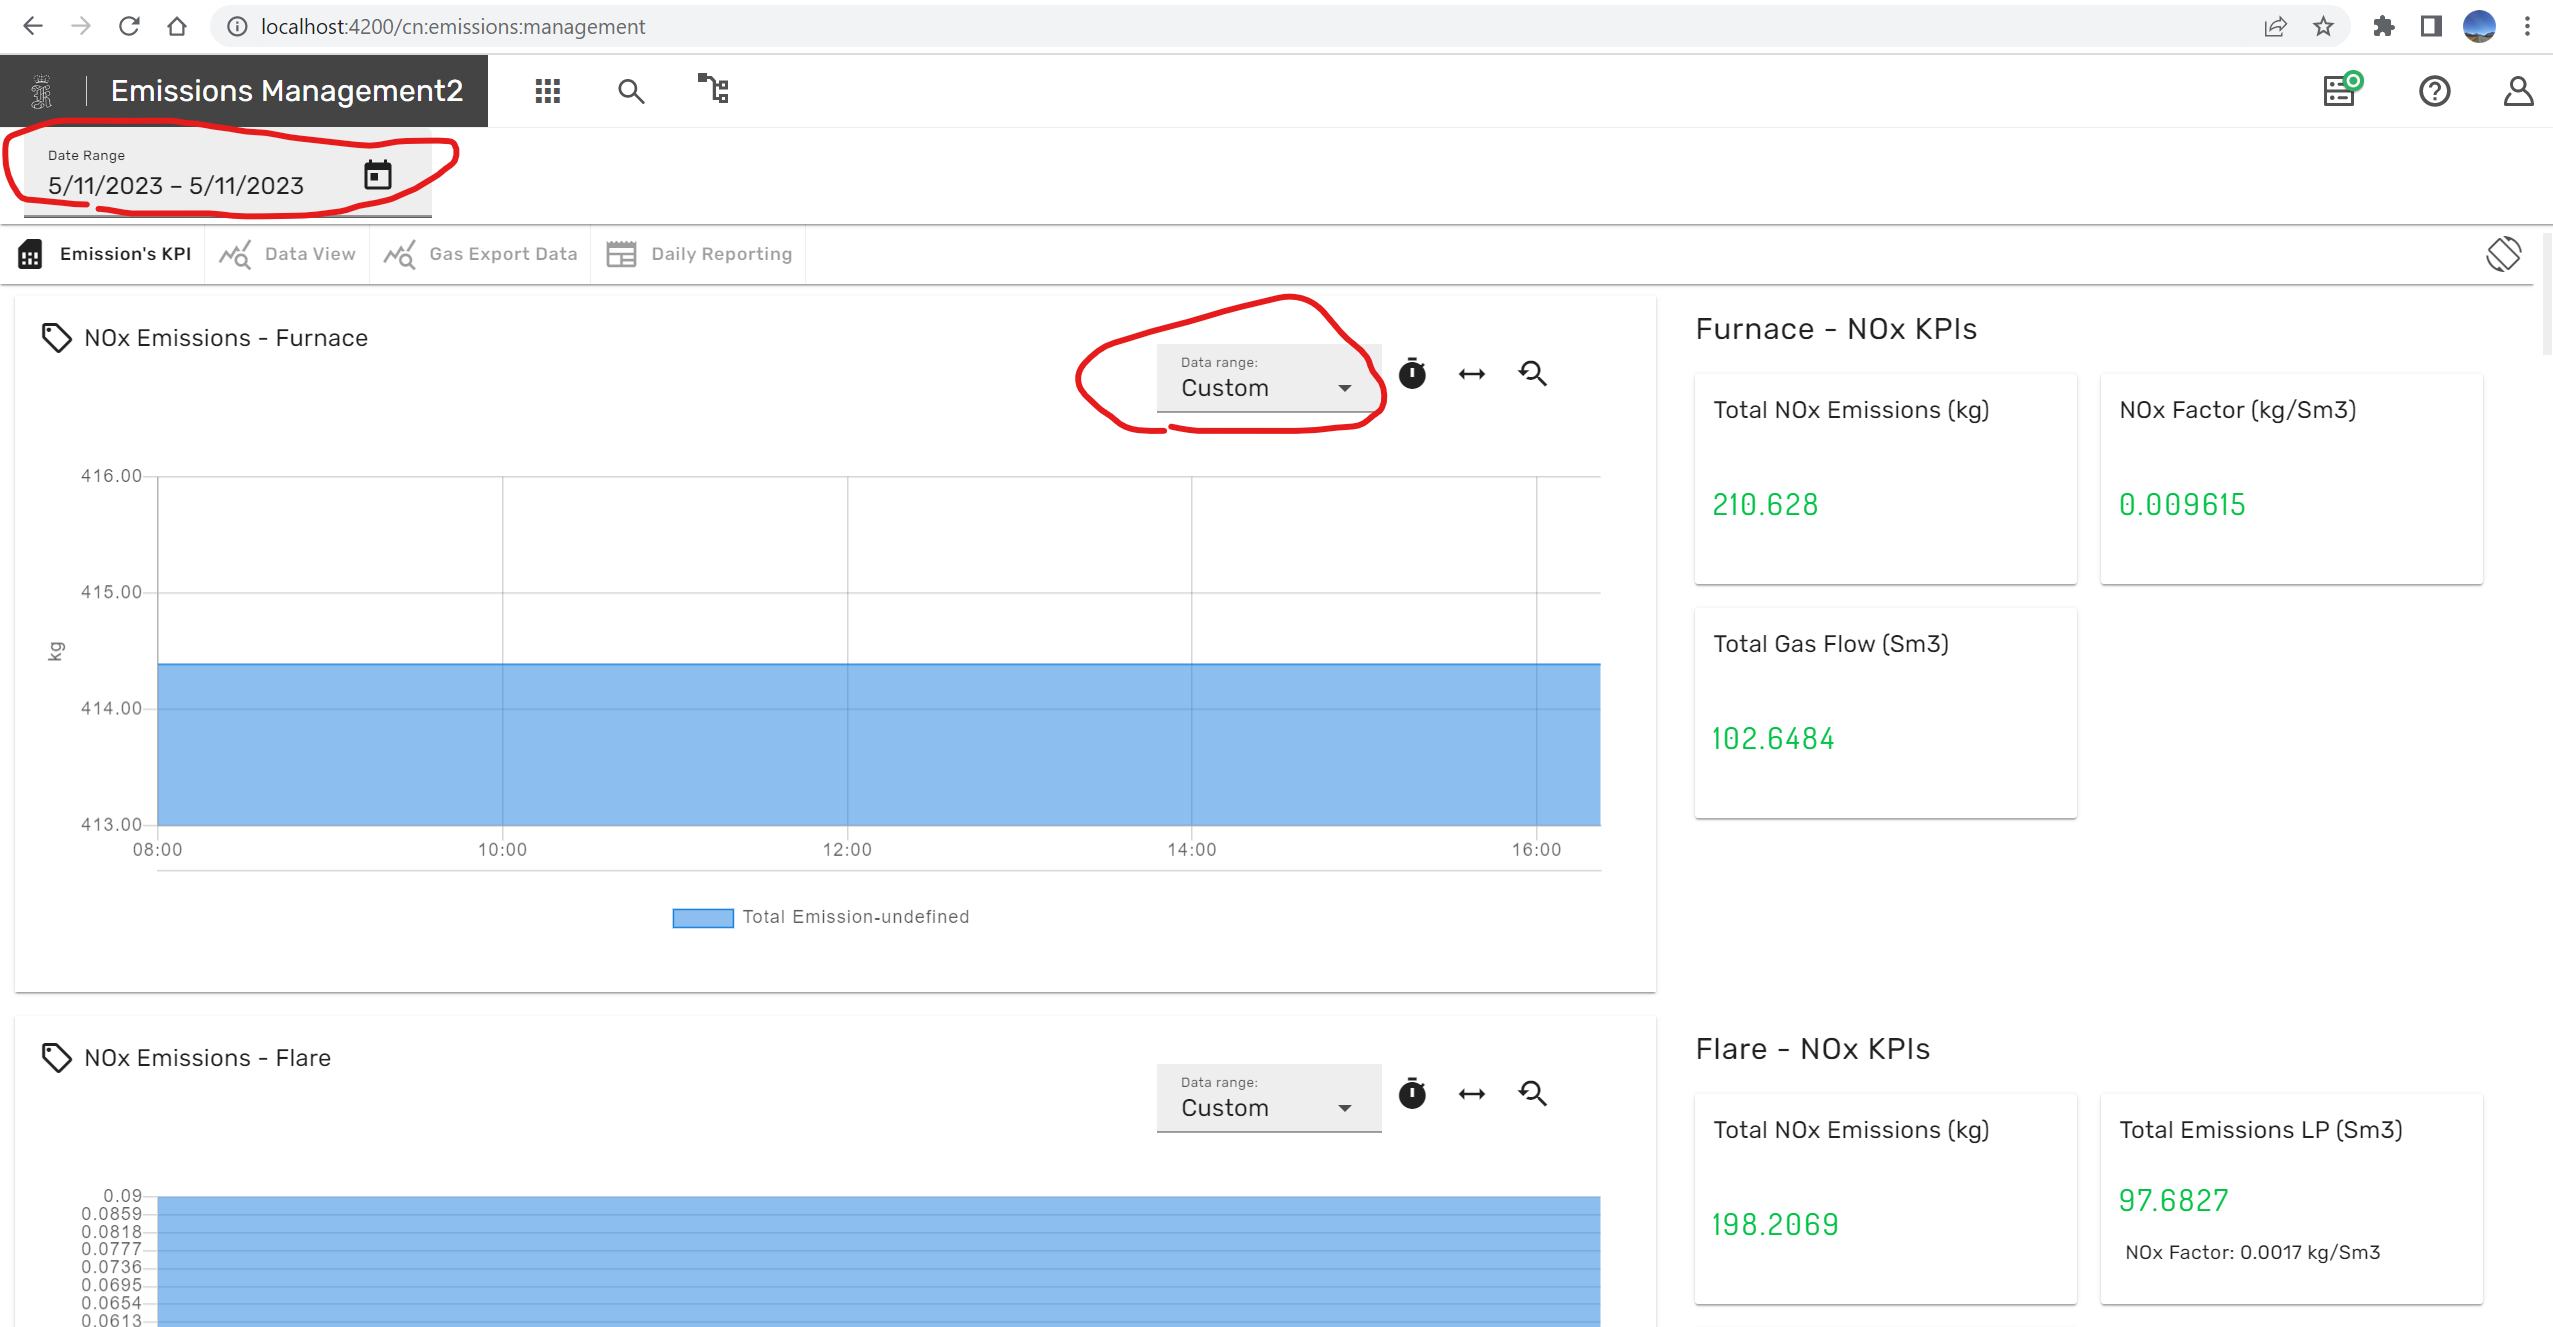 localhost:4200/cn:emissions:management
Emissions Management2
Date Range
5/11/2023 – 5/11/2023
Emission's KPI
Data View
Gas Export Data
Daily Reporting
NOx Emissions - Furnace
Data range:
Custom
416.00
415.00
414.00
413.00
kg
08:00 10:00 12:00 14:00 16:00
Total Emission-undefined
Furnace - NOx KPIs
Total NOx Emissions (kg)
210.628
NOx Factor (kg/Sm3)
0.009615
Total Gas Flow (Sm3)
102.6484
NOx Emissions - Flare
Data range:
Custom
0.09
0.0859
0.0818
0.0777
0.0736
0.0695
0.0654
0.0613
Flare - NOx KPIs
Total NOx Emissions (kg)
198.2069
Total Emissions LP (Sm3)
97.6827
NOx Factor: 0.0017 kg/Sm3